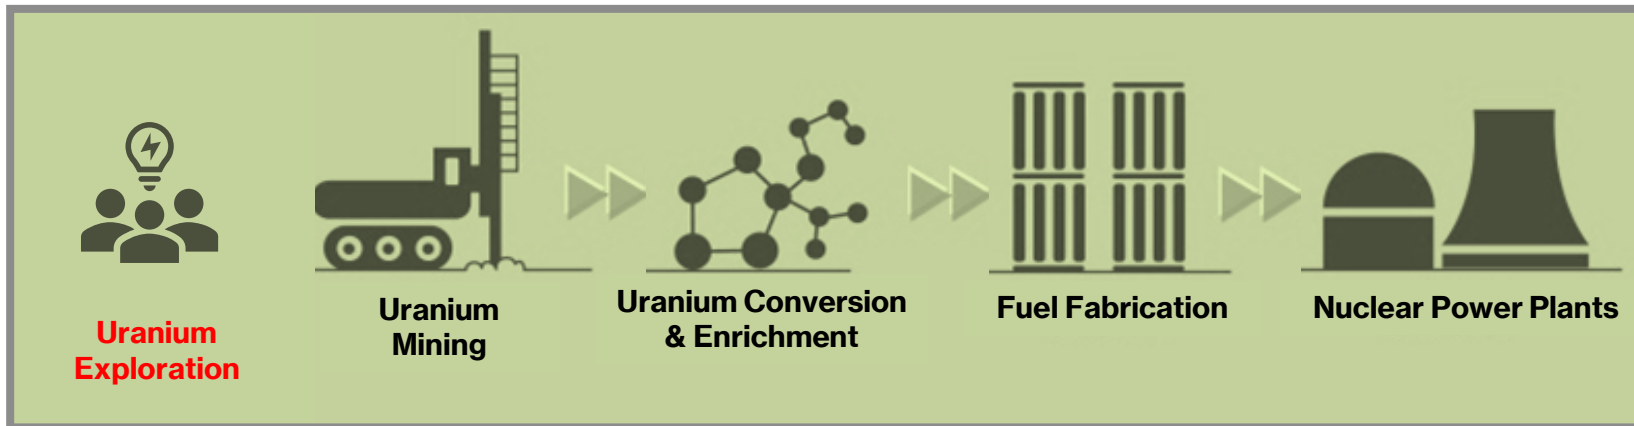 Uranium
Exploration
Uranium
Mining
Uranium Conversion
& Enrichment
Fuel Fabrication
Nuclear Power Plants